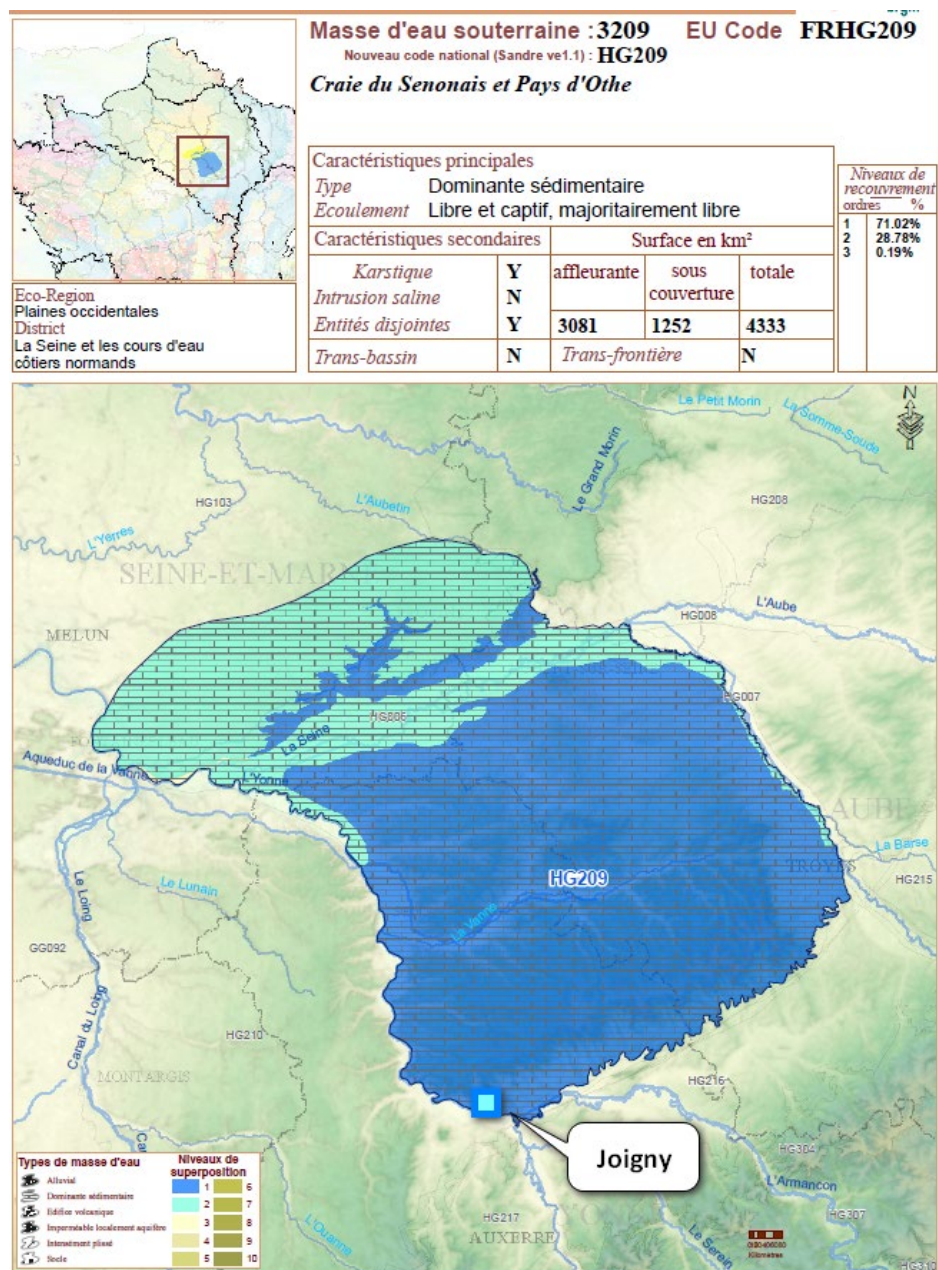 Masse d'eau souterraine : 3209 EU Code FRHG209
Nouveau code national (Sandre ve1.1) : HG209
Craie du Senonais et Pays d'Othe
Eco-Region
Plaines occidentales
District
La Seine et les cours d'eau
côtiers normands
Caractéristiques principales
Type Dominante sédimentaire
Ecoulement Libre et captif, majoritairement libre
Caractéristiques secondaires Surface en km²
Karstique Y affleurante sous couverture totale
Intrusion saline N
Entités disjointes Y 3081 1252 4333
Trans-bassin N Trans-frontière N
Niveaux de
recouvrement
ordres %
1 71.02%
2 28.78%
3 0.19%
N
Le Petit Morin
La Somme-Soude
Le Grand Morin
HG103
L'Aubetin
HG208
L'Yerres
SEINE-ET-MAR
L'Aube
HG008
MELUN
HG007
HG006
La Seine
Aqueduc de la Vanne
L'Yonne
AUBE
La Barse
TROYES
HG209
HG215
Le Loing
Le Lunain
La Vanne
GG092
Canal du Loing
HG210
MONTARGIS
HG216
Joigny
HG304
L'Armançon
HG307
L'Ouanne
HG217
AUXERRE
Le Serein
Kilomètres
HG310
Types de masse d'eau
Alluvial
Dominante sédimentaire
Edifice volcanique
Imperméable localement aquifère
Intensément plissé
Socle
Niveaux de
superposition
1 6
2 7
3 8
4 9
5 10